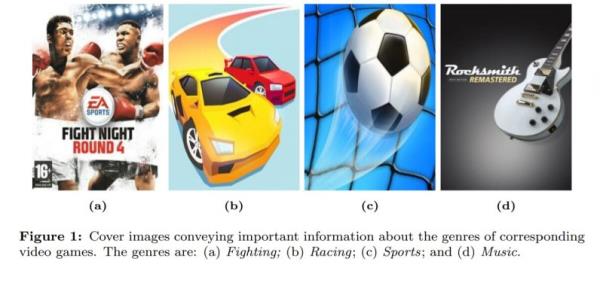 EA
SPORTS
FIGHT NIGHT
ROUND 4
16+
Rocksmith
REMASTERED
(a) (b) (c) (d)
Figure 1: Cover images conveying important information about the genres of corresponding
video games. The genres are: (a) Fighting; (b) Racing; (c) Sports; and (d) Music.